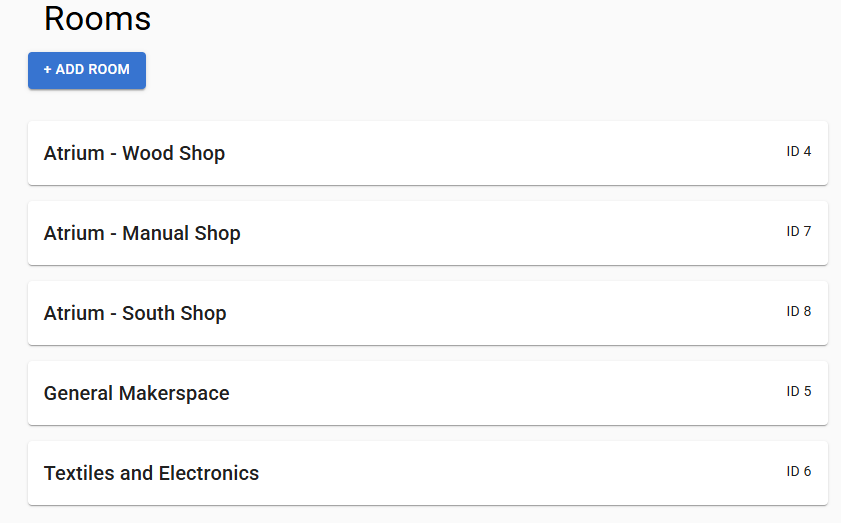 Rooms
+ ADD ROOM
Atrium - Wood Shop ID 4
Atrium - Manual Shop ID 7
Atrium - South Shop ID 8
General Makerspace ID 5
Textiles and Electronics ID 6